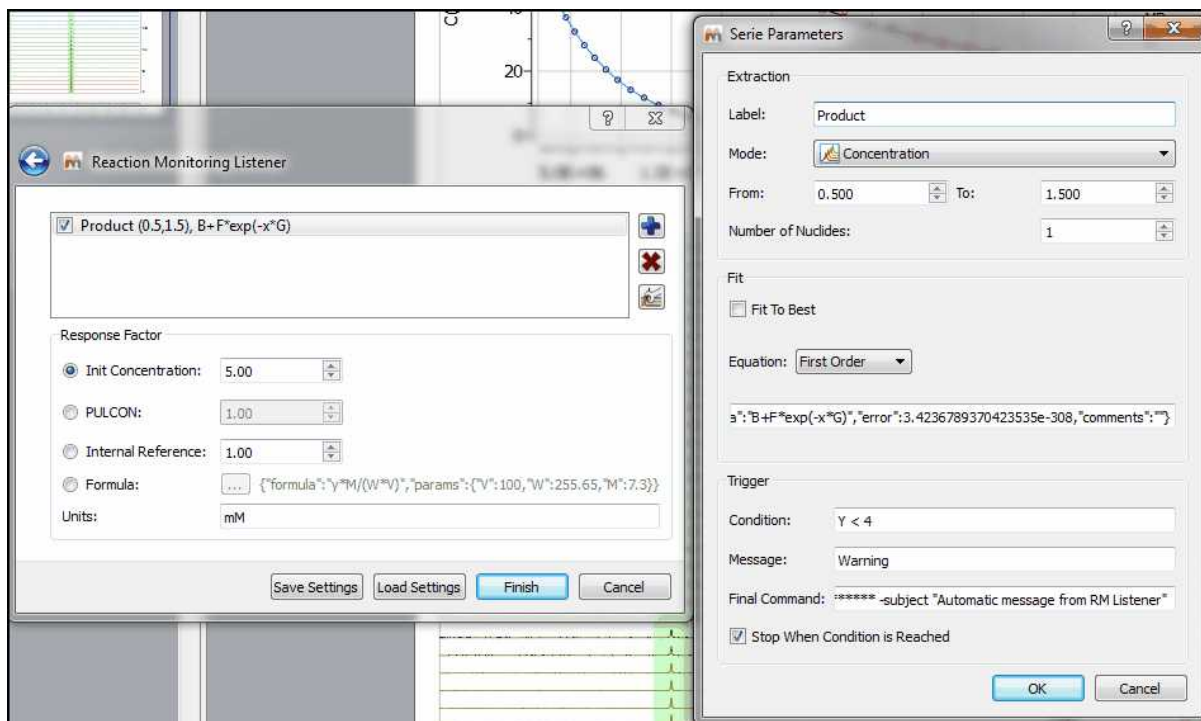 20
Reaction Monitoring Listener
Product (0.5,1.5), B+F*exp(-x*G)
Response Factor
Init Concentration: 5.00
PULCON: 1.00
Internal Reference: 1.00
Formula: ... {"formula":"y*M/(W*V)","params":{"V":100,"W":255.65,"M":7.3}}
Units: mM
Save Settings Load Settings Finish Cancel
Serie Parameters
Extraction
Label: Product
Mode: Concentration
From: 0.500 To: 1.500
Number of Nuclides: 1
Fit
Fit To Best
Equation: First Order
a":"B+F*exp(-x*G)","error":3.4236789370423535e-308,"comments":""}
Trigger
Condition: Y < 4
Message: Warning
Final Command: ***** -subject "Automatic message from RM Listener"
Stop When Condition is Reached
OK Cancel